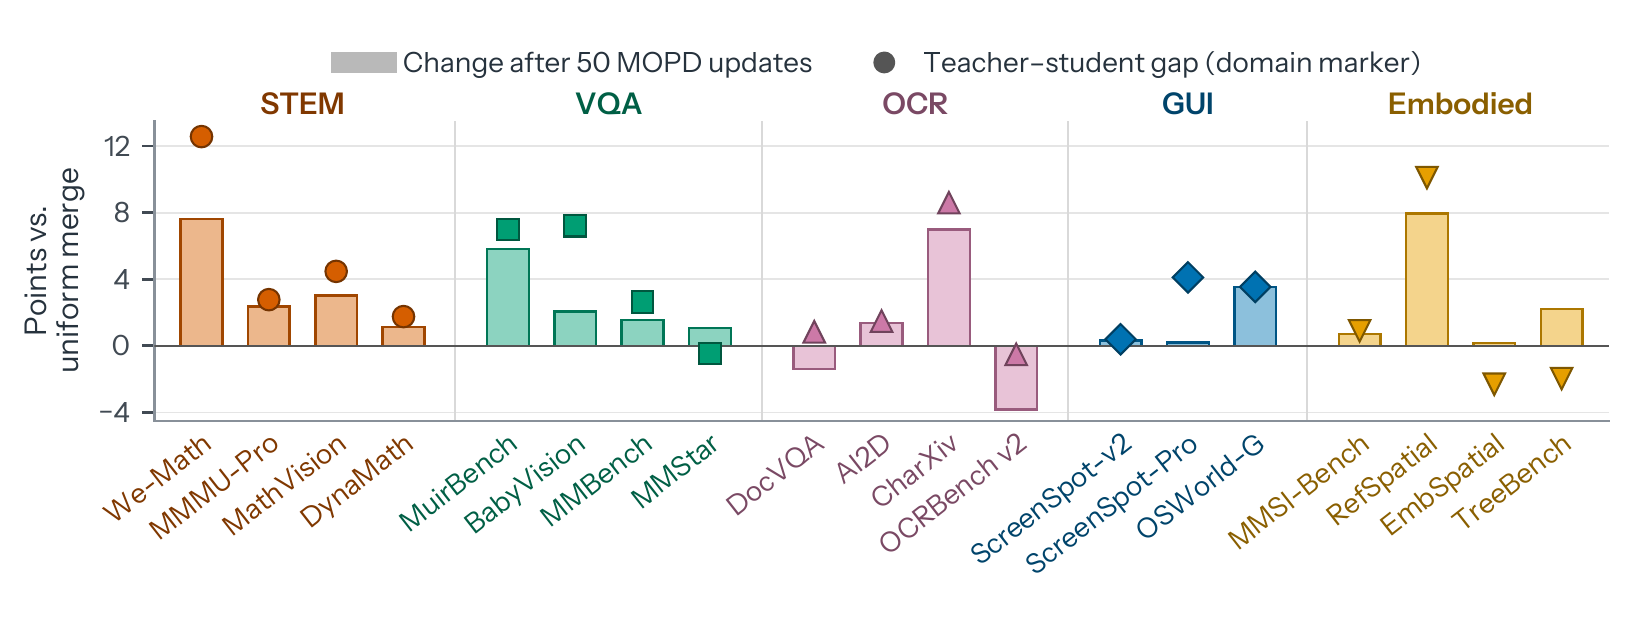 Change after 50 MOPD updates
Teacher–student gap (domain marker)
STEM
VQA
OCR
GUI
Embodied
Points vs.
uniform merge
12
8
4
0
−4
We-Math
MMMU-Pro
MathVision
DynaMath
MuirBench
BabyVision
MMBench
MMStar
DocVQA
AI2D
CharXiv
OCRBench v2
ScreenSpot-v2
ScreenSpot-Pro
OSWorld-G
MMSI-Bench
RefSpatial
EmbSpatial
TreeBench